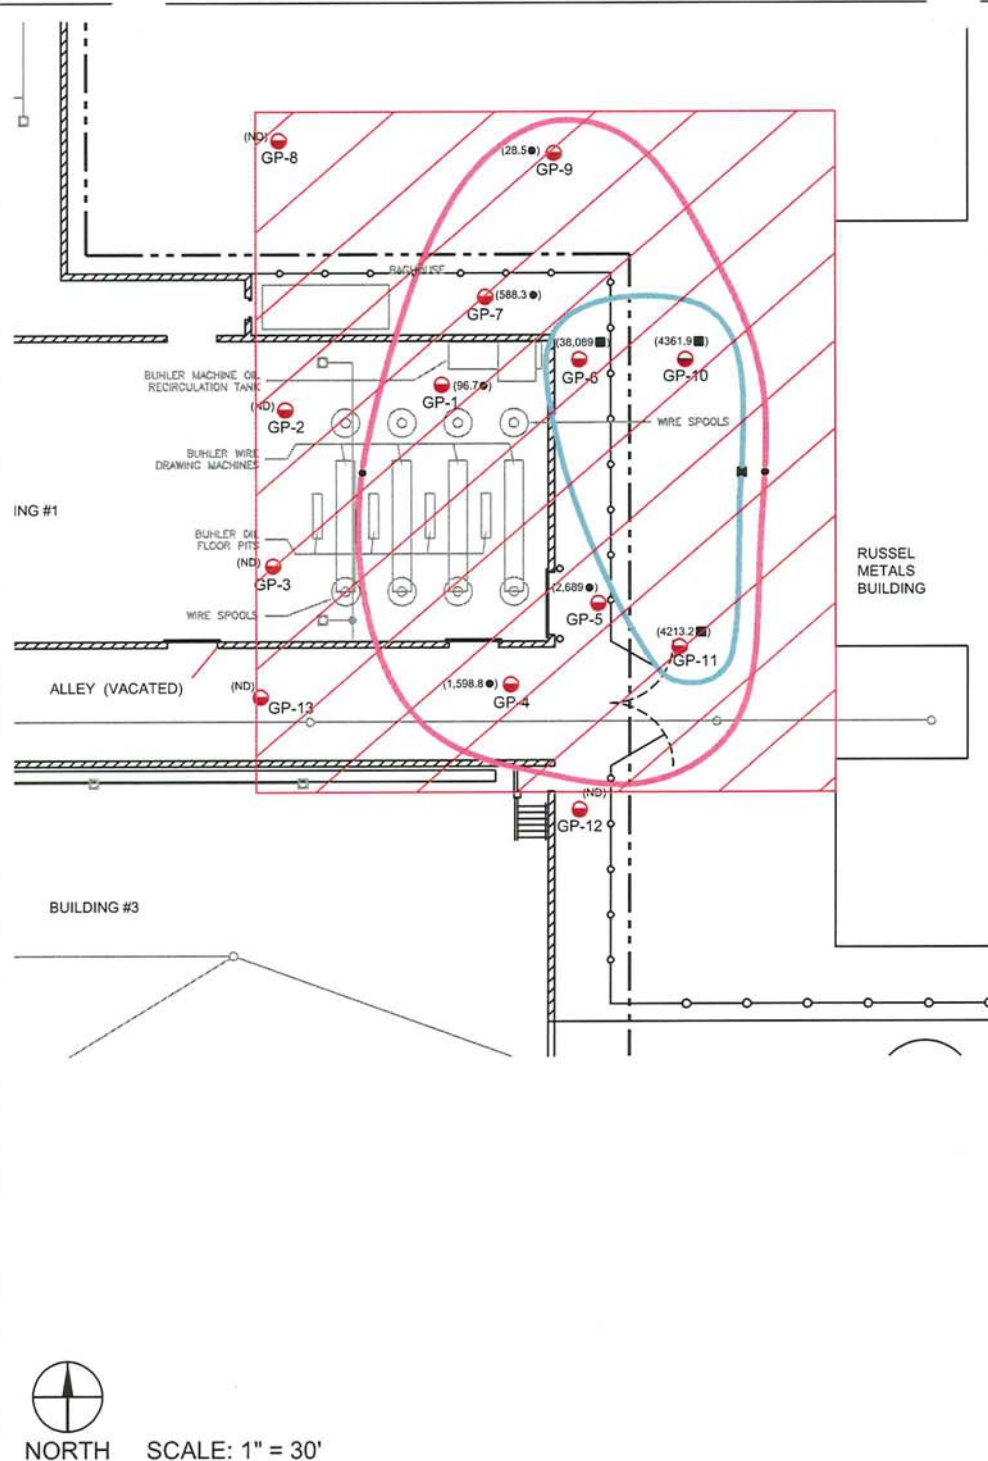 (ND)
GP-8
(28.5●)
GP-9
BAGHOUSE
(588.3●)
GP-7
(38,089■)
GP-6
(4361.9■)
GP-10
BUHLER MACHINE OIL
RECIRCULATION TANK
GP-1 (96.7●)
(ND)
GP-2
WIRE SPOOLS
BUHLER WIRE
DRAWING MACHINES
ING #1
BUHLER OIL
FLOOR PITS
(ND)
GP-3
RUSSEL
METALS
BUILDING
(2,689●)
GP-5
WIRE SPOOLS
(4213.2■)
GP-11
ALLEY (VACATED)
(ND)
GP-13
(1,598.8●)
GP-4
(ND)
GP-12
BUILDING #3
NORTH SCALE: 1" = 30'